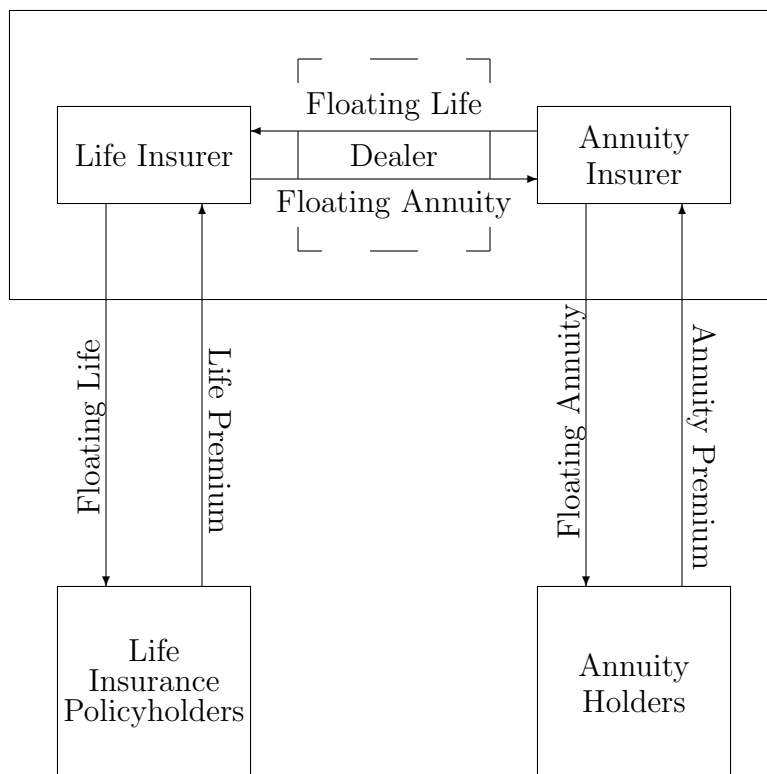 Floating Life
Life Insurer
Dealer
Annuity
Insurer
Floating Annuity
Floating Life
Life Premium
Floating Annuity
Annuity Premium
Life
Insurance
Policyholders
Annuity
Holders